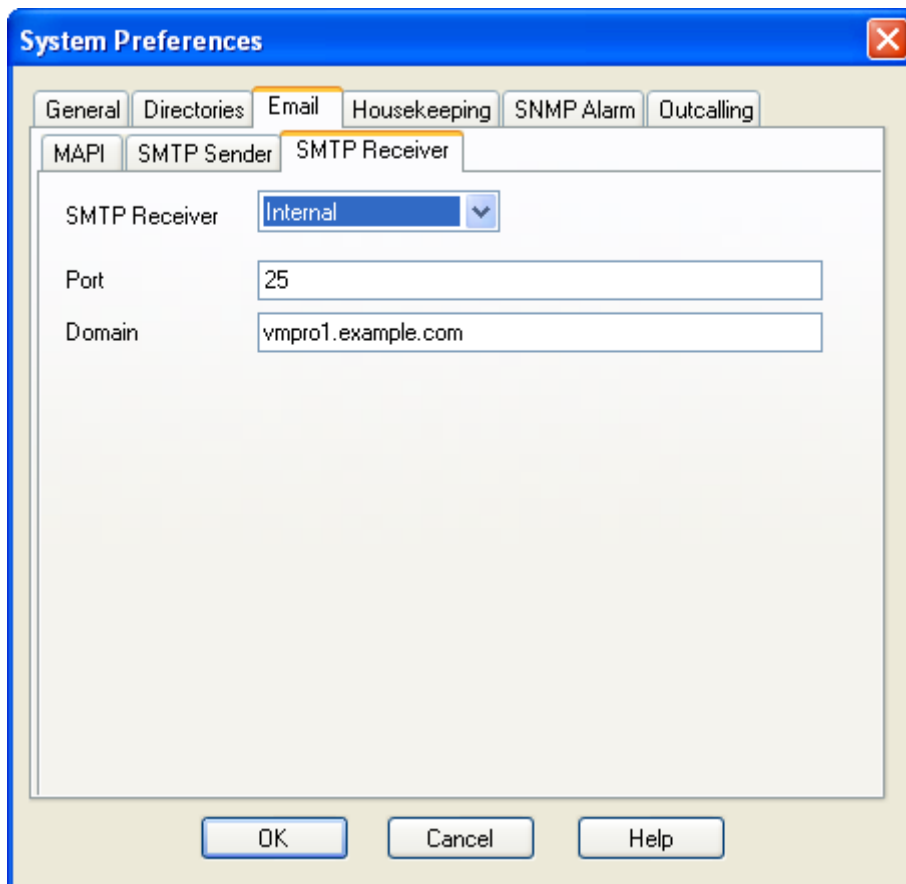 System Preferences
General Directories Email Housekeeping SNMP Alarm Outcalling
MAPI SMTP Sender SMTP Receiver
SMTP Receiver Internal
Port 25
Domain vmpro1.example.com
OK Cancel Help